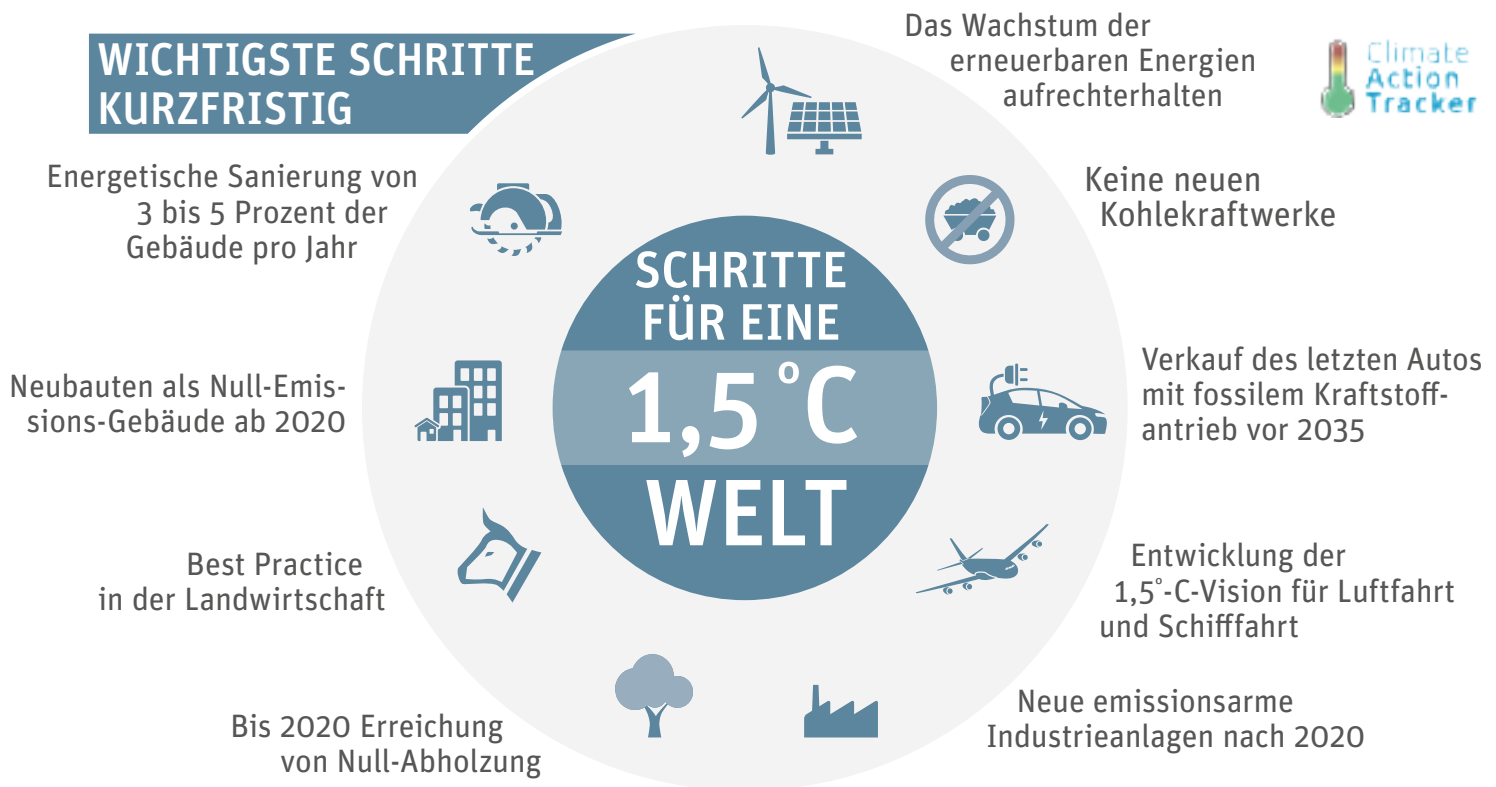 WICHTIGSTE SCHRITTE
KURZFRISTIG
Das Wachstum der
erneuerbaren Energien
aufrechterhalten
Climate
Action
Tracker
Keine neuen
Kohlekraftwerke
Verkauf des letzten Autos
mit fossilem Kraftstoff-
antrieb vor 2035
Entwicklung der
1,5°-C-Vision für Luftfahrt
und Schifffahrt
Neue emissionsarme
Industrieanlagen nach 2020
Bis 2020 Erreichung
von Null-Abholzung
Best Practice
in der Landwirtschaft
Neubauten als Null-Emis-
sions-Gebäude ab 2020
Energetische Sanierung von
3 bis 5 Prozent der
Gebäude pro Jahr
SCHRITTE
FÜR EINE
1,5°C
WELT